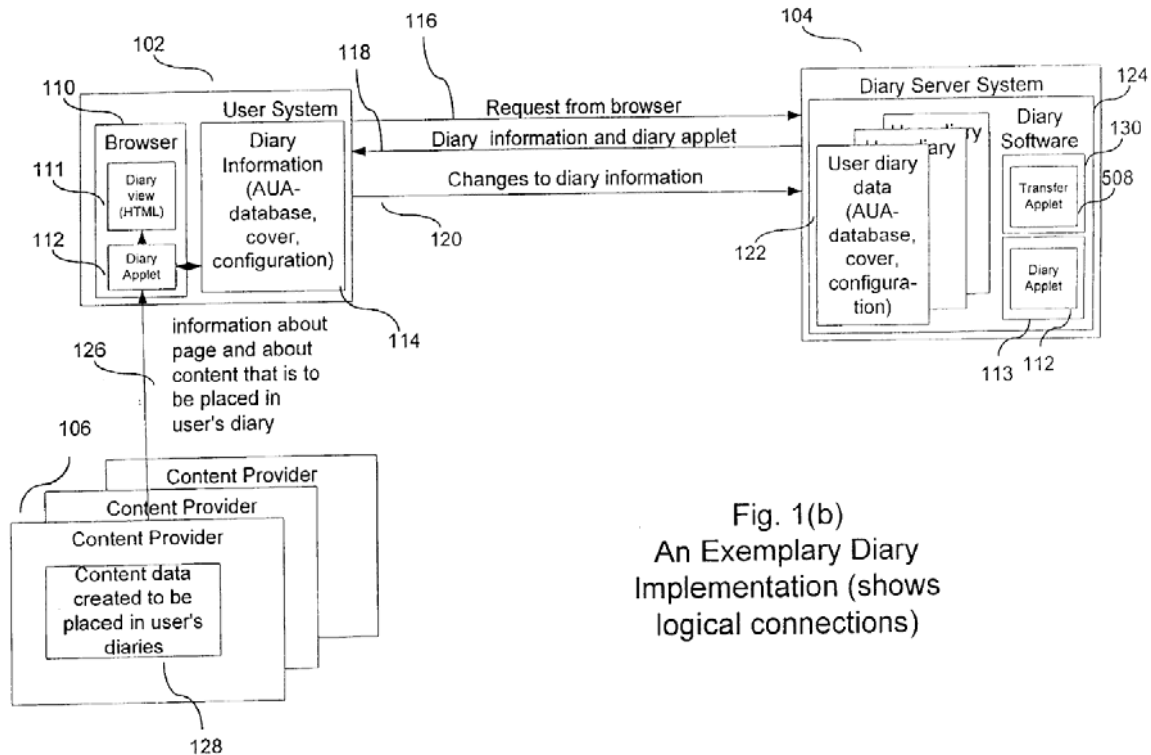 102
116
104
118
110
User System
Browser
111
Diary
view
(HTML)
112
Diary
Applet
Diary
Information
(AUA-
database,
cover,
configuration)
114
Request from browser
Diary information and diary applet
Changes to diary information
120
Diary Server System
124
Diary
Software
130
508
Transfer
Applet
Diary
Applet
113
112
User diary
data
(AUA-
database,
cover,
configura-
tion)
122
diary
126
information about
page and about
content that is to
be placed in
user's diary
106
Content Provider
Content Provider
Content Provider
Content data
created to be
placed in user's
diaries
128
Fig. 1(b)
An Exemplary Diary
Implementation (shows
logical connections)